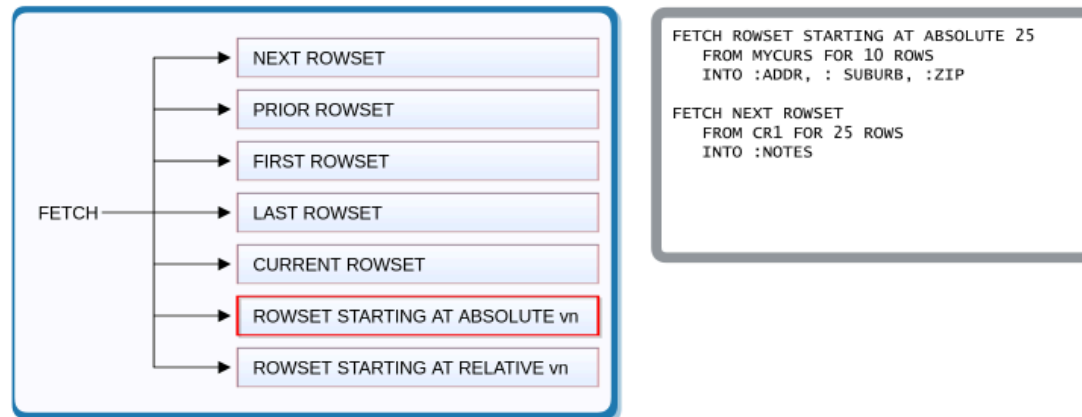 FETCH
NEXT ROWSET
PRIOR ROWSET
FIRST ROWSET
LAST ROWSET
CURRENT ROWSET
ROWSET STARTING AT ABSOLUTE vn
ROWSET STARTING AT RELATIVE vn
FETCH ROWSET STARTING AT ABSOLUTE 25
FROM MYCURS FOR 10 ROWS
INTO :ADDR, : SUBURB, :ZIP
FETCH NEXT ROWSET
FROM CR1 FOR 25 ROWS
INTO :NOTES